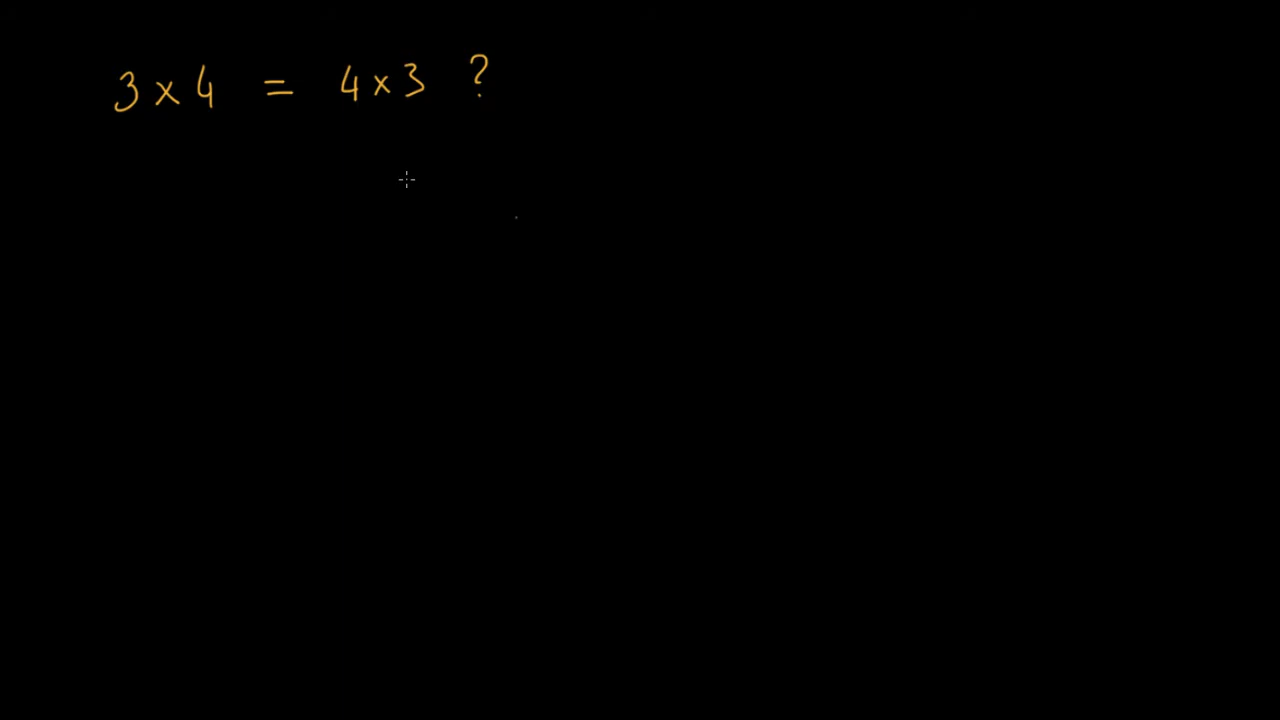 3 × 4 = 4 × 3 ?